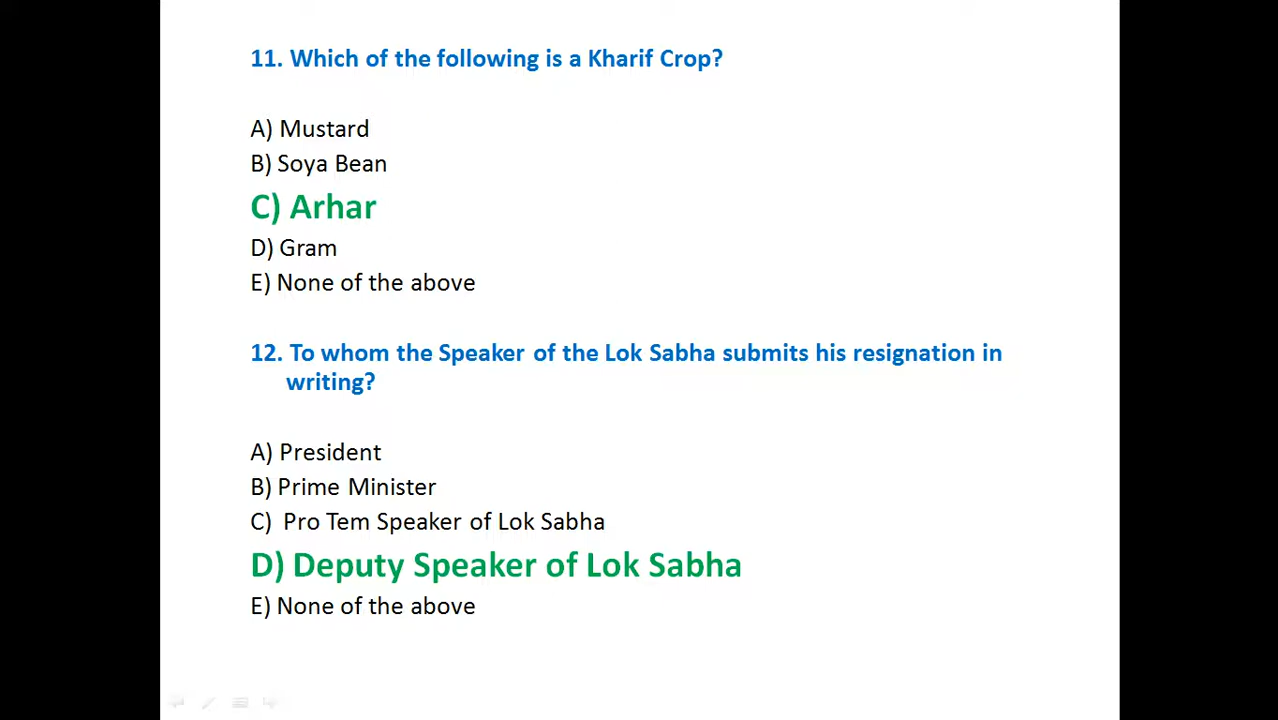 11. Which of the following is a Kharif Crop?
A) Mustard
B) Soya Bean
C) Arhar
D) Gram
E) None of the above
12. To whom the Speaker of the Lok Sabha submits his resignation in
writing?
A) President
B) Prime Minister
C) Pro Tem Speaker of Lok Sabha
D) Deputy Speaker of Lok Sabha
E) None of the above